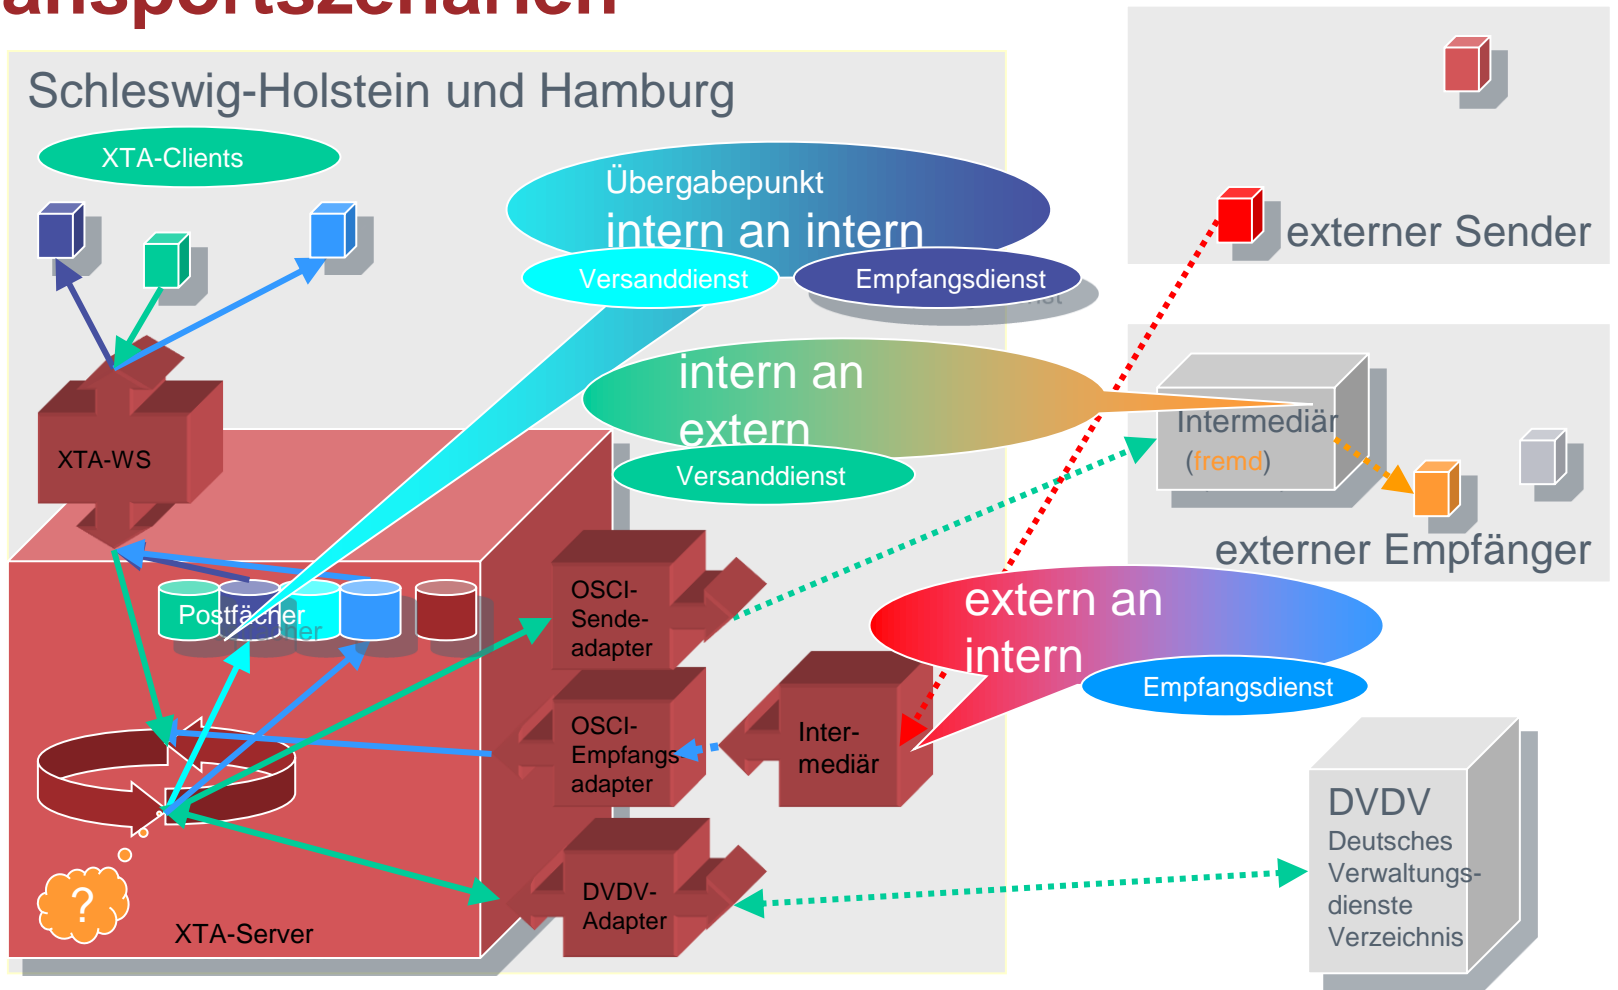 ansportszenarien
Schleswig-Holstein und Hamburg
XTA-Clients
Übergabepunkt
intern an intern
Versanddienst
Empfangsdienst
externer Sender
intern an
extern
Versanddienst
Intermediär
(fremd)
externer Empfänger
XTA-WS
Postfächer
OSCI-
Sende-
adapter
extern an
intern
Empfangsdienst
OSCI-
Empfangs-
adapter
Inter-
mediär
DVDV
Deutsches
Verwaltungs-
dienste
Verzeichnis
DVDV-
Adapter
?
XTA-Server